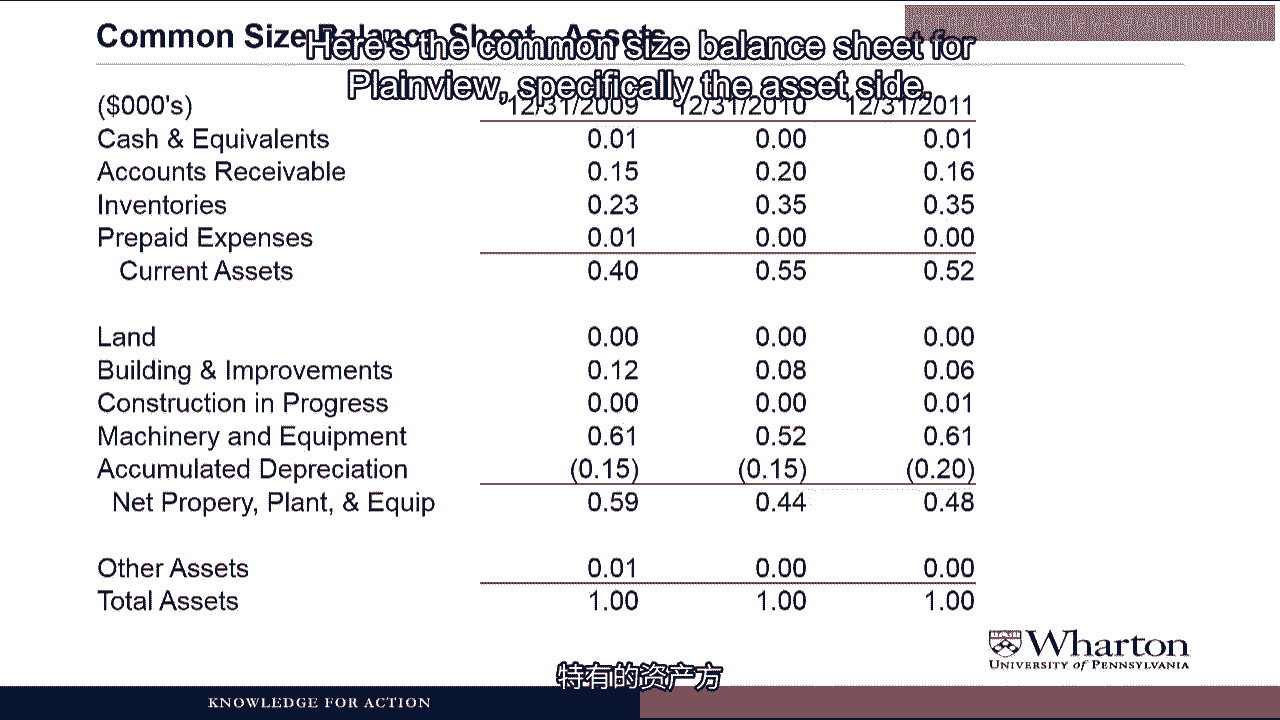 Common Size Balance Sheet - Assets
Here's the common size balance sheet for
Plainview, specifically the asset side.
($000's) 12/31/2009 12/31/2010 12/31/2011
Cash & Equivalents 0.01 0.00 0.01
Accounts Receivable 0.15 0.20 0.16
Inventories 0.23 0.35 0.35
Prepaid Expenses 0.01 0.00 0.00
Current Assets 0.40 0.55 0.52
Land 0.00 0.00 0.00
Building & Improvements 0.12 0.08 0.06
Construction in Progress 0.00 0.00 0.01
Machinery and Equipment 0.61 0.52 0.61
Accumulated Depreciation (0.15) (0.15) (0.20)
Net Propery, Plant, & Equip 0.59 0.44 0.48
Other Assets 0.01 0.00 0.00
Total Assets 1.00 1.00 1.00
Wharton
UNIVERSITY of PENNSYLVANIA
特有的资产方
KNOWLEDGE FOR ACTION